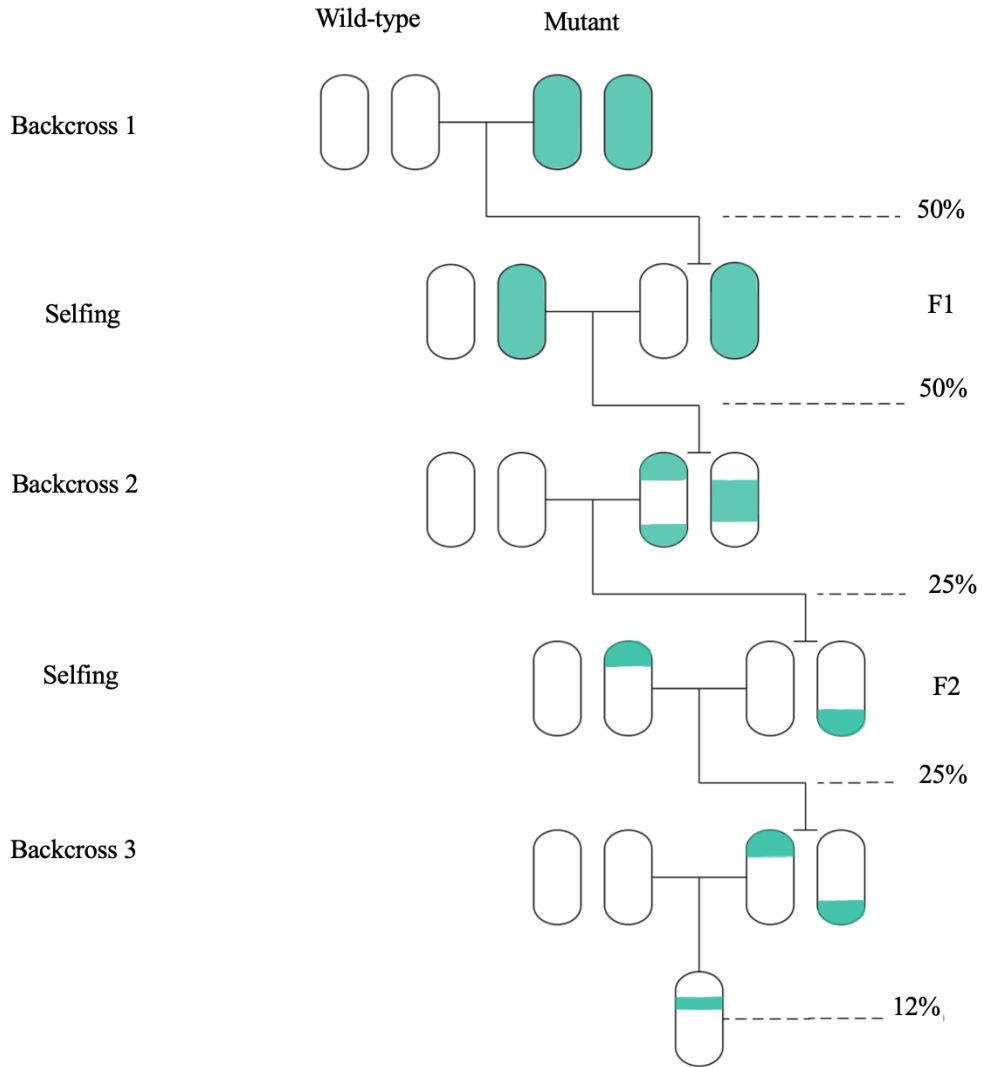 Wild-type Mutant
Backcross 1
50%
Selfing F1
50%
Backcross 2
25%
Selfing F2
25%
Backcross 3
12%